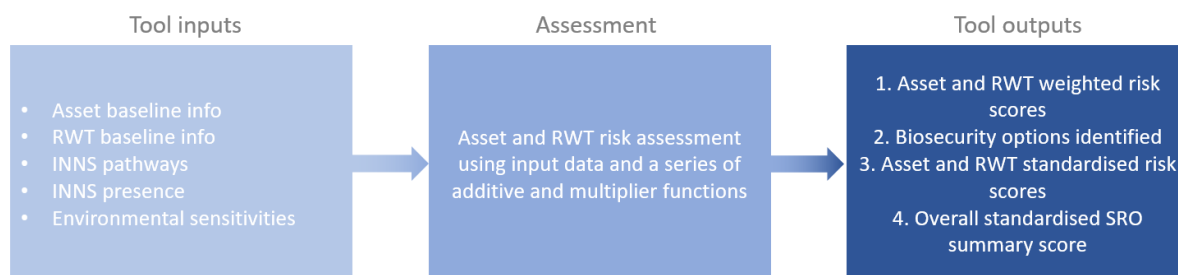 Tool inputs
• Asset baseline info
• RWT baseline info
• INNS pathways
• INNS presence
• Environmental sensitivities
Assessment
Asset and RWT risk assessment
using input data and a series of
additive and multiplier functions
Tool outputs
1. Asset and RWT weighted risk
scores
2. Biosecurity options identified
3. Asset and RWT standardised risk
scores
4. Overall standardised SRO
summary score